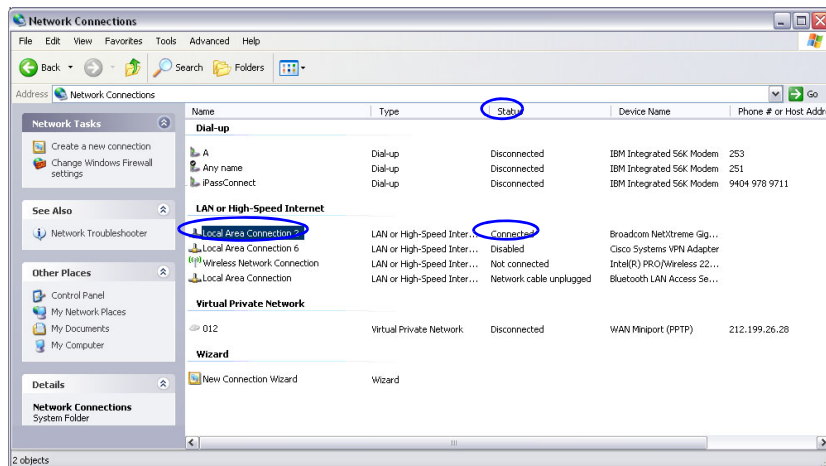 Network Connections
File Edit View Favorites Tools Advanced Help
Back Search Folders
Address Network Connections Go
Network Tasks
Create a new connection
Change Windows Firewall
settings
See Also
Network Troubleshooter
Other Places
Control Panel
My Network Places
My Documents
My Computer
Details
Network Connections
System Folder
Name Type Status Device Name Phone # or Host Addr
Dial-up
A Dial-up Disconnected IBM Integrated 56K Modem 253
Any name Dial-up Disconnected IBM Integrated 56K Modem 251
iPassConnect Dial-up Disconnected IBM Integrated 56K Modem 9404 978 9711
LAN or High-Speed Internet
Local Area Connection 2 LAN or High-Speed Inter... Connected Broadcom NetXtreme Gig...
Local Area Connection 6 LAN or High-Speed Inter... Disabled Cisco Systems VPN Adapter
Wireless Network Connection LAN or High-Speed Inter... Not connected Intel(R) PRO/Wireless 22...
Local Area Connection LAN or High-Speed Inter... Network cable unplugged Bluetooth LAN Access Se...
Virtual Private Network
012 Virtual Private Network Disconnected WAN Miniport (PPTP) 212.199.26.28
Wizard
New Connection Wizard Wizard
2 objects